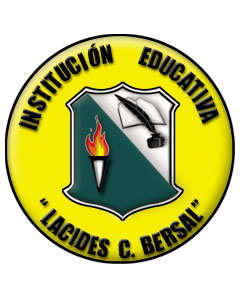 INSTITUCIÓN EDUCATIVA
"LACIDES C. BERSAL"